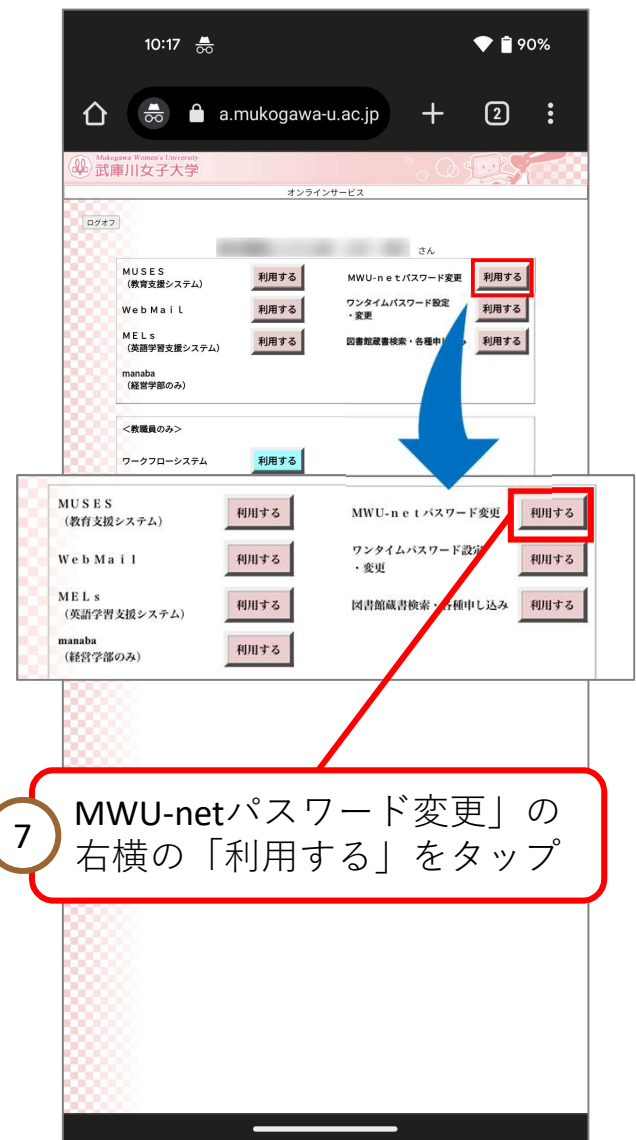 10:17
90%
a.mukogawa-u.ac.jp
2
Mukogawa Women's University
武庫川女子大学
オンラインサービス
ログオフ
さん
ＭＵＳＥＳ
（教育支援システム）
利用する
MWU-ｎｅｔパスワード変更
利用する
ＷｅｂＭａｉｌ
利用する
ワンタイムパスワード設定
・変更
利用する
ＭＥＬｓ
（英語学習支援システム）
利用する
図書館蔵書検索・各種申し み
利用する
manaba
（経営学部のみ）
＜教職員のみ＞
ワークフローシステム
利用する
ＭＵＳＥＳ
（教育支援システム）
利用する
MWU-ｎｅｔパスワード変更
利用する
ＷｅｂＭａｉｌ
利用する
ワンタイムパスワード設定
・変更
利用する
ＭＥＬｓ
（英語学習支援システム）
利用する
図書館蔵書検索・各種申し込み
利用する
manaba
（経営学部のみ）
利用する
7
MWU-netパスワード変更」の
右横の「利用する」をタップ